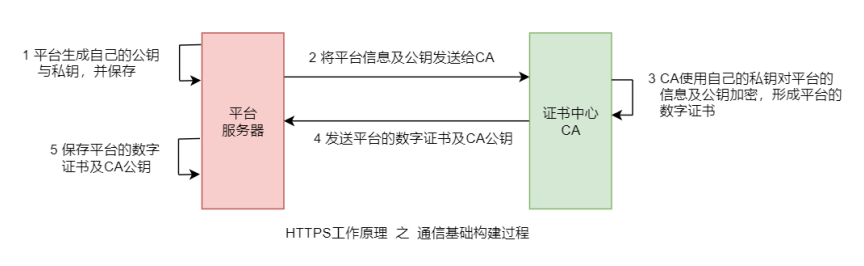 1 平台生成自己的公钥
与私钥，并保存
2 将平台信息及公钥发送给CA
3 CA使用自己的私钥对平台的
信息及公钥加密，形成平台的
数字证书
平台
服务器
证书中心
CA
4 发送平台的数字证书及CA公钥
5 保存平台的数字
证书及CA公钥
HTTPS工作原理 之 通信基础构建过程